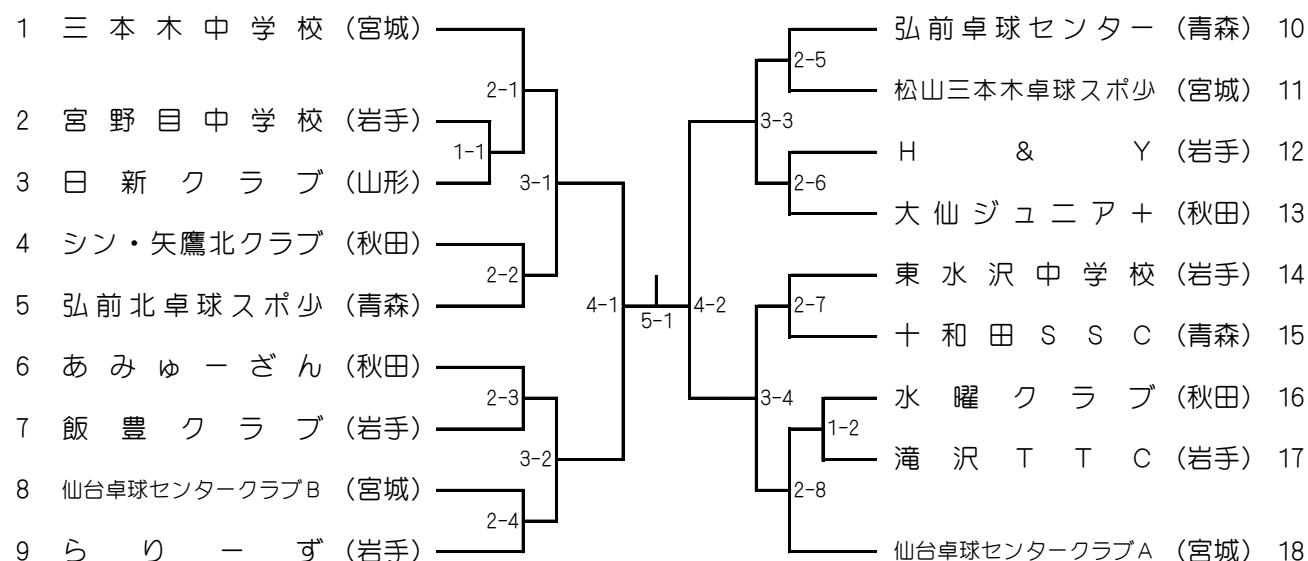 1 三本木中学校 (宮城)
2-1
2 宮野目中学校 (岩手)
1-1
3 日新クラブ (山形)
3-1
4 シン・矢鷹北クラブ (秋田)
2-2
5 弘前北卓球スポ少 (青森)
4-1
5-1
6 あみゅーざん (秋田)
2-3
7 飯豊クラブ (岩手)
3-2
8 仙台卓球センタークラブB (宮城)
2-4
9 らりーず (岩手)
弘前卓球センター (青森) 10
2-5
松山三本木卓球スポ少 (宮城) 11
3-3
H & Y (岩手) 12
2-6
大仙ジュニア+ (秋田) 13
4-2
東水沢中学校 (岩手) 14
2-7
十和田SSC (青森) 15
3-4
水曜クラブ (秋田) 16
1-2
滝沢TTC (岩手) 17
2-8
仙台卓球センタークラブA (宮城) 18